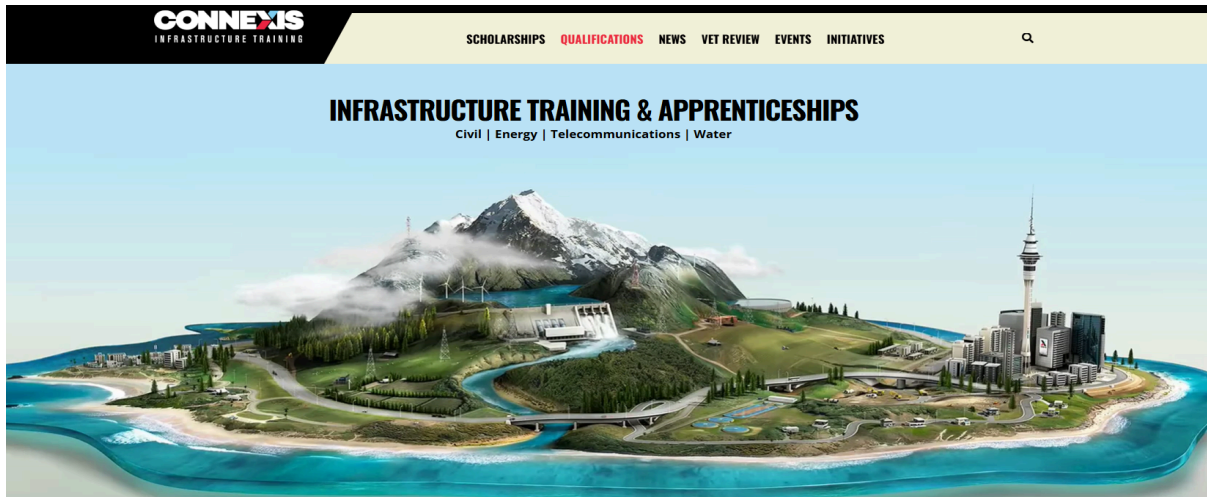 CONNEXIS
INFRASTRUCTURE TRAINING
SCHOLARSHIPS QUALIFICATIONS NEWS VET REVIEW EVENTS INITIATIVES
INFRASTRUCTURE TRAINING & APPRENTICESHIPS
Civil | Energy | Telecommunications | Water